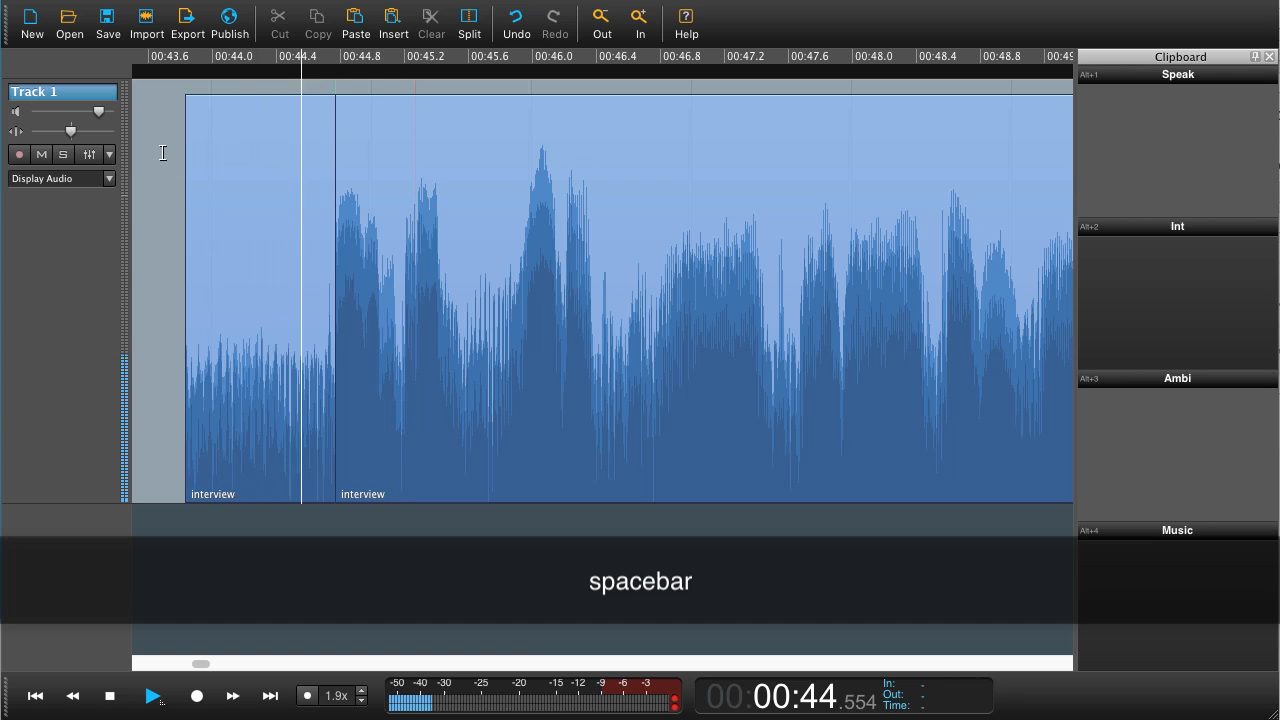 New Open Save Import Export Publish Cut Copy Paste Insert Clear Split Undo Redo Out In Help
00:43.6 00:44.0 00:44.4 00:44.8 00:45.2 00:45.6 00:46.0 00:46.4 00:46.8 00:47.2 00:47.6 00:48.0 00:48.4 00:48.8 00:49
Clipboard
Alt+1 Speak
Track 1
M S
Display Audio
Alt+2 Int
Alt+3 Ambi
interview interview
Alt+4 Music
spacebar
1.9x
-50 -40 -30 -25 -20 -15 -12 -9 -6 -3
00:00:44.554
In: -
Out: -
Time: -